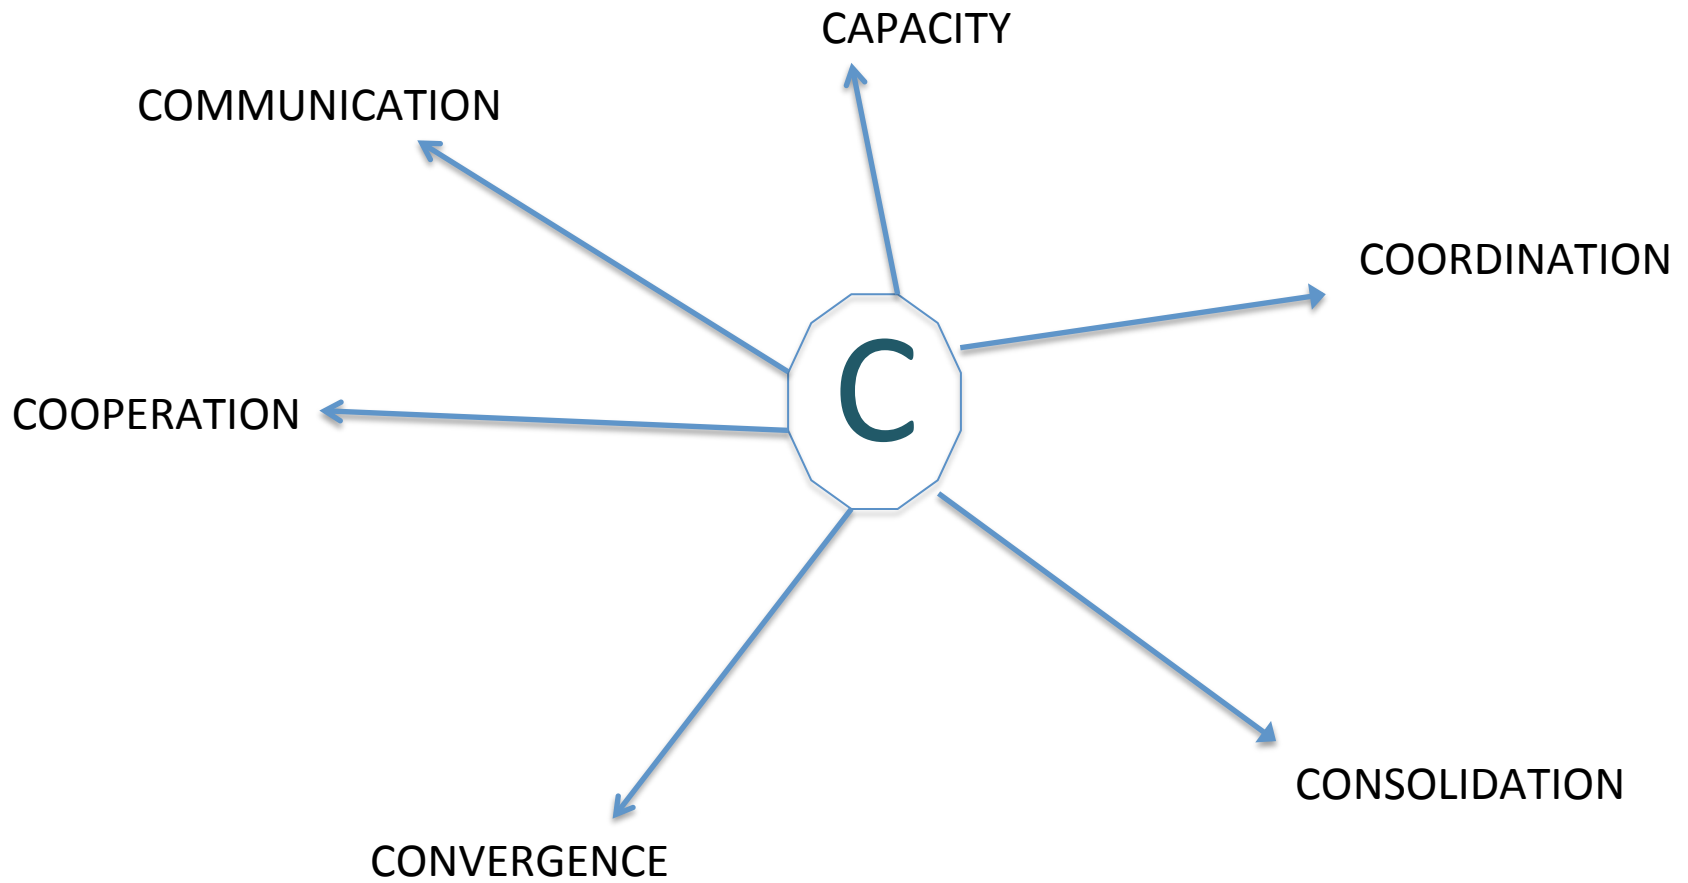 CAPACITY
COMMUNICATION
COORDINATION
C
COOPERATION
CONSOLIDATION
CONVERGENCE